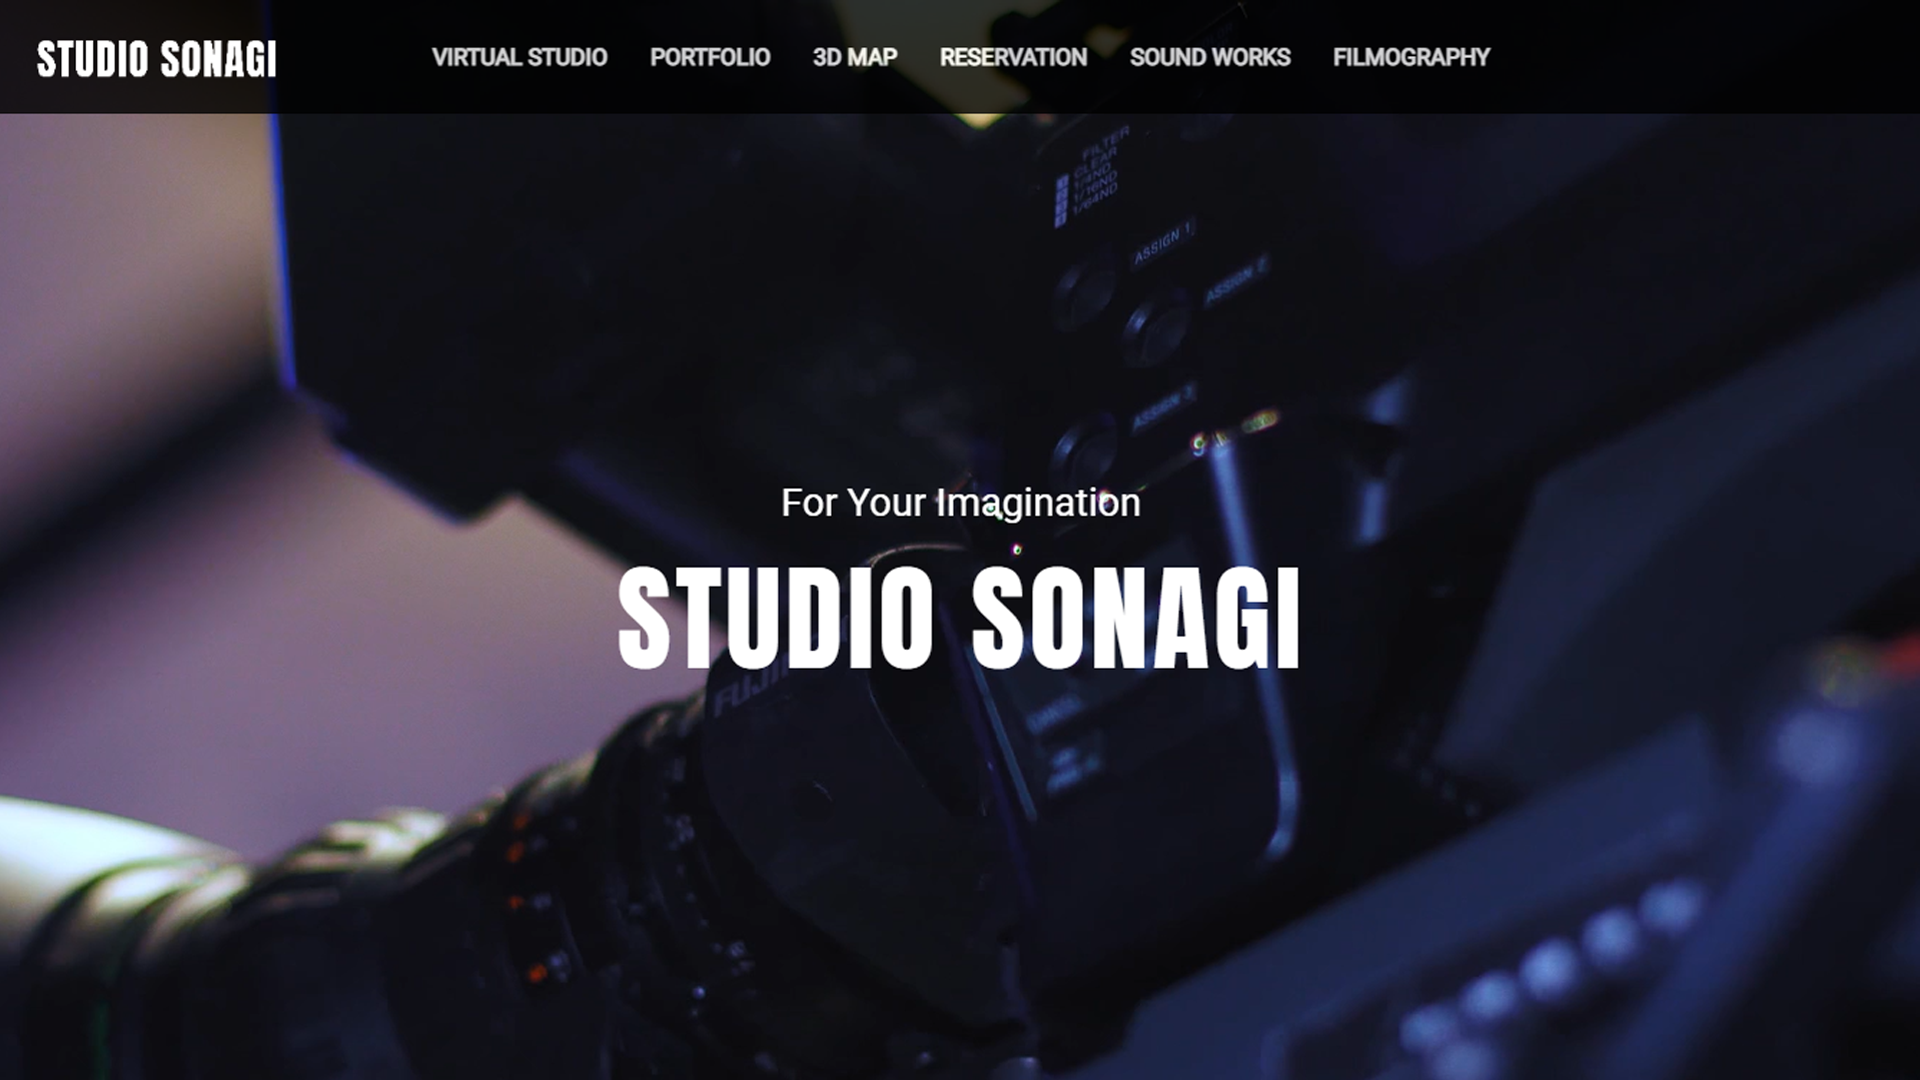 STUDIO SONAGI
VIRTUAL STUDIO PORTFOLIO 3D MAP RESERVATION SOUND WORKS FILMOGRAPHY
FILTER
CLEAR
1/4ND
1/16ND
1/64ND
ASSIGN 1
ASSIGN 2
ASSIGN 3
For Your Imagination
STUDIO SONAGI